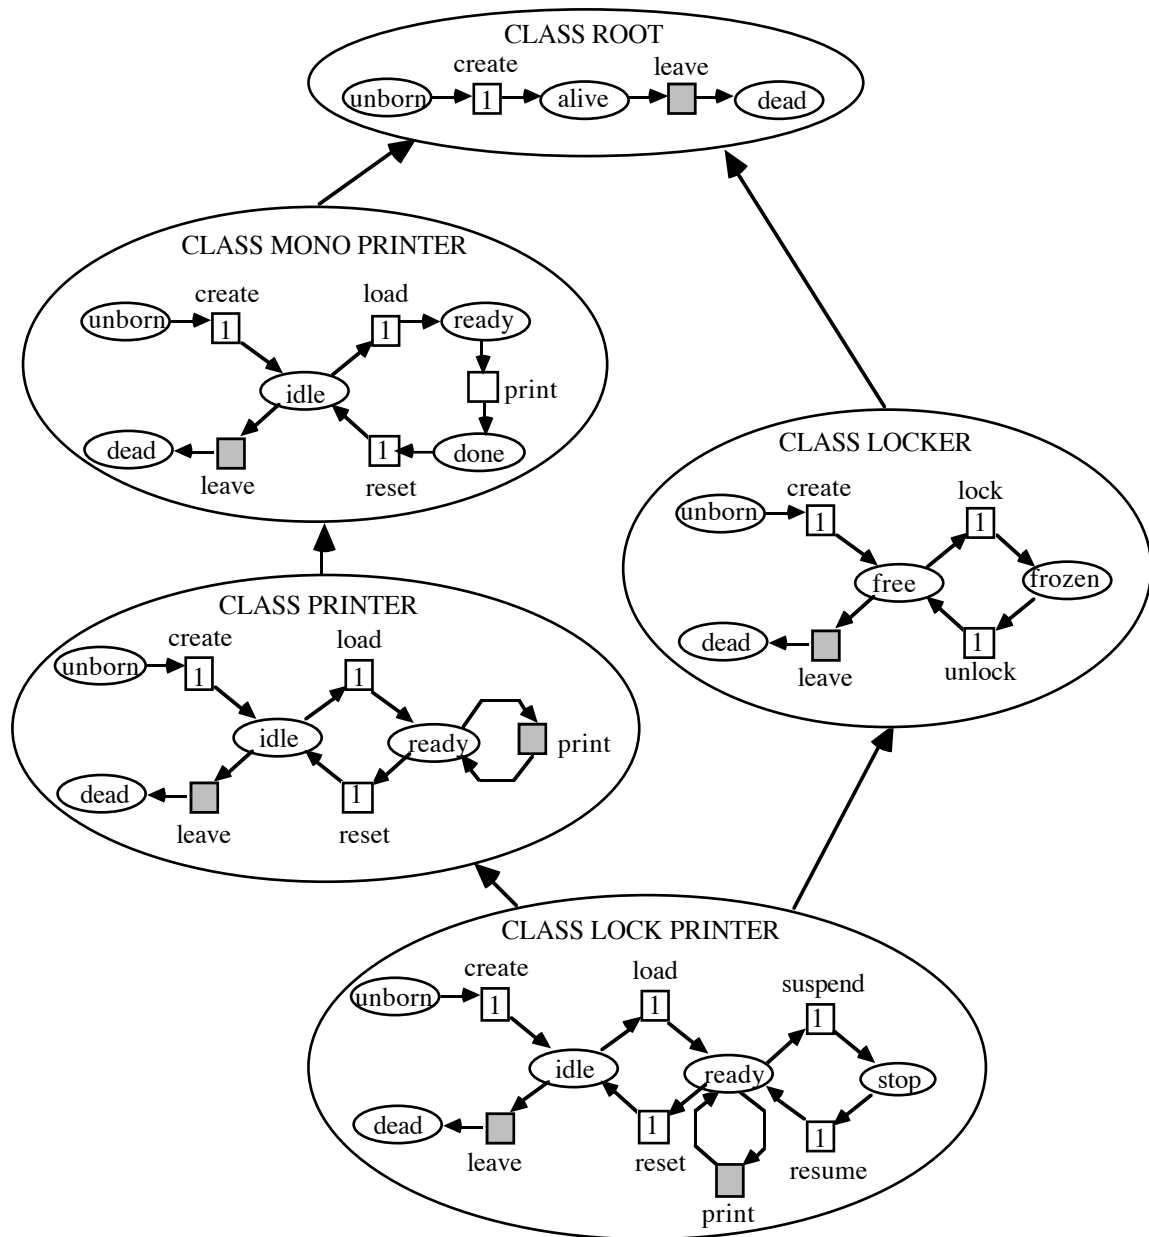 CLASS ROOT
create leave
unborn 1 alive dead
CLASS MONO PRINTER
create load
unborn 1 1 ready
idle print
dead 1 done
leave reset
CLASS LOCKER
create lock
unborn 1 1
free frozen
dead 1
leave unlock
CLASS PRINTER
create load
unborn 1 1
idle ready print
dead 1
leave reset
CLASS LOCK PRINTER
create load suspend
unborn 1 1 1
idle ready stop
dead 1 1
leave reset resume
print